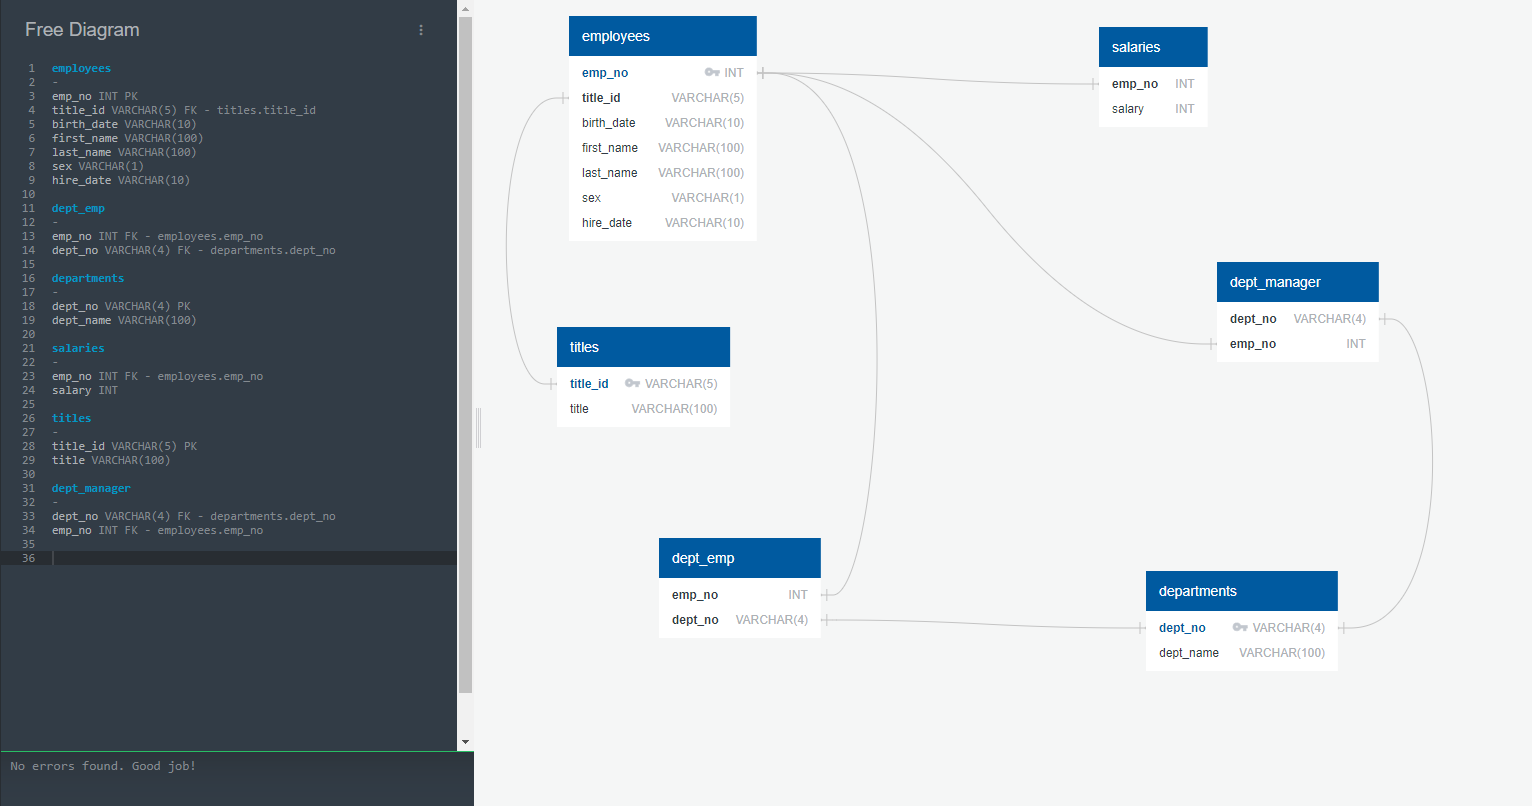 Free Diagram
1 employees
2 -
3 emp_no INT PK
4 title_id VARCHAR(5) FK - titles.title_id
5 birth_date VARCHAR(10)
6 first_name VARCHAR(100)
7 last_name VARCHAR(100)
8 sex VARCHAR(1)
9 hire_date VARCHAR(10)
10
11 dept_emp
12 -
13 emp_no INT FK - employees.emp_no
14 dept_no VARCHAR(4) FK - departments.dept_no
15
16 departments
17 -
18 dept_no VARCHAR(4) PK
19 dept_name VARCHAR(100)
20
21 salaries
22 -
23 emp_no INT FK - employees.emp_no
24 salary INT
25
26 titles
27 -
28 title_id VARCHAR(5) PK
29 title VARCHAR(100)
30
31 dept_manager
32 -
33 dept_no VARCHAR(4) FK - departments.dept_no
34 emp_no INT FK - employees.emp_no
35
36
No errors found. Good job!
employees
emp_no INT
title_id VARCHAR(5)
birth_date VARCHAR(10)
first_name VARCHAR(100)
last_name VARCHAR(100)
sex VARCHAR(1)
hire_date VARCHAR(10)
salaries
emp_no INT
salary INT
dept_manager
dept_no VARCHAR(4)
emp_no INT
titles
title_id VARCHAR(5)
title VARCHAR(100)
dept_emp
emp_no INT
dept_no VARCHAR(4)
departments
dept_no VARCHAR(4)
dept_name VARCHAR(100)